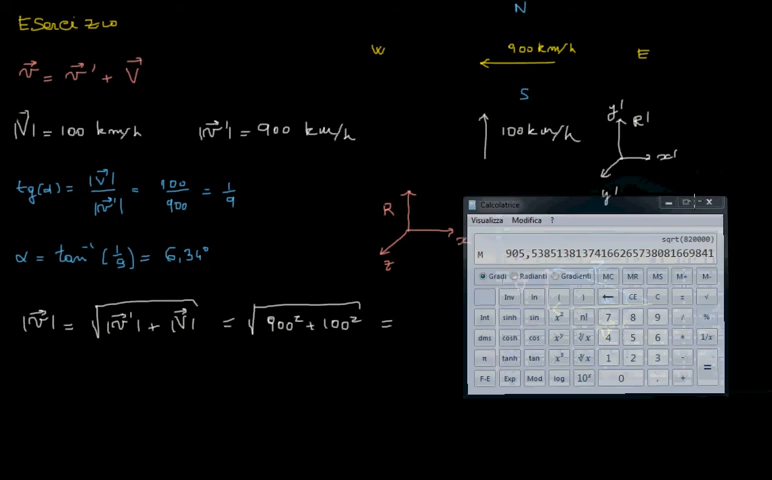 Esercizio
N
W
900 km/h
E
S
v⃗ = v⃗' + V⃗
|V⃗| = 100 km/h
|v⃗'| = 900 km/h
100 km/h
y'
R'
x'
y'
tg(α) = |V⃗| / |v⃗'| = 100 / 900 = 1 / 9
R
x
z
α = tan⁻¹ (1/9) = 6,34°
|v⃗| = √|v⃗'| + |V⃗| = √900² + 100² =
Calcolatrice
Visualizza Modifica ?
sqrt(820000)
M 905,53851381374166265738081669841
Gradi Radianti Gradienti MC MR MS M+ M-
Inv ln ( ) ← CE C ± √
Int sinh sin x² n! 7 8 9 / %
dms cosh cos xʸ ʸ√x 4 5 6 * 1/x
π tanh tan x³ ³√x 1 2 3 - =
F-E Exp Mod log 10ˣ 0 , +